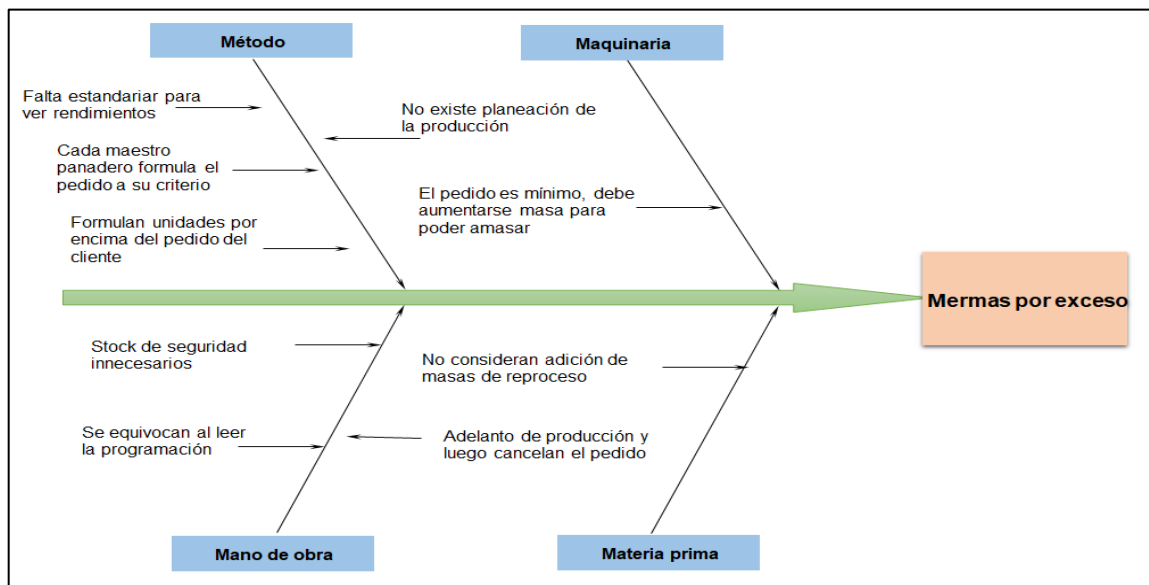 Método
Maquinaria
Falta estandariar para
ver rendimientos
No existe planeación de
la producción
Cada maestro
panadero formula el
pedido a su criterio
El pedido es mínimo, debe
aumentarse masa para
poder amasar
Formulan unidades por
encima del pedido del
cliente
Mermas por exceso
Stock de seguridad
innecesarios
No consideran adición de
masas de reproceso
Se equivocan al leer
la programación
Adelanto de producción y
luego cancelan el pedido
Mano de obra
Materia prima